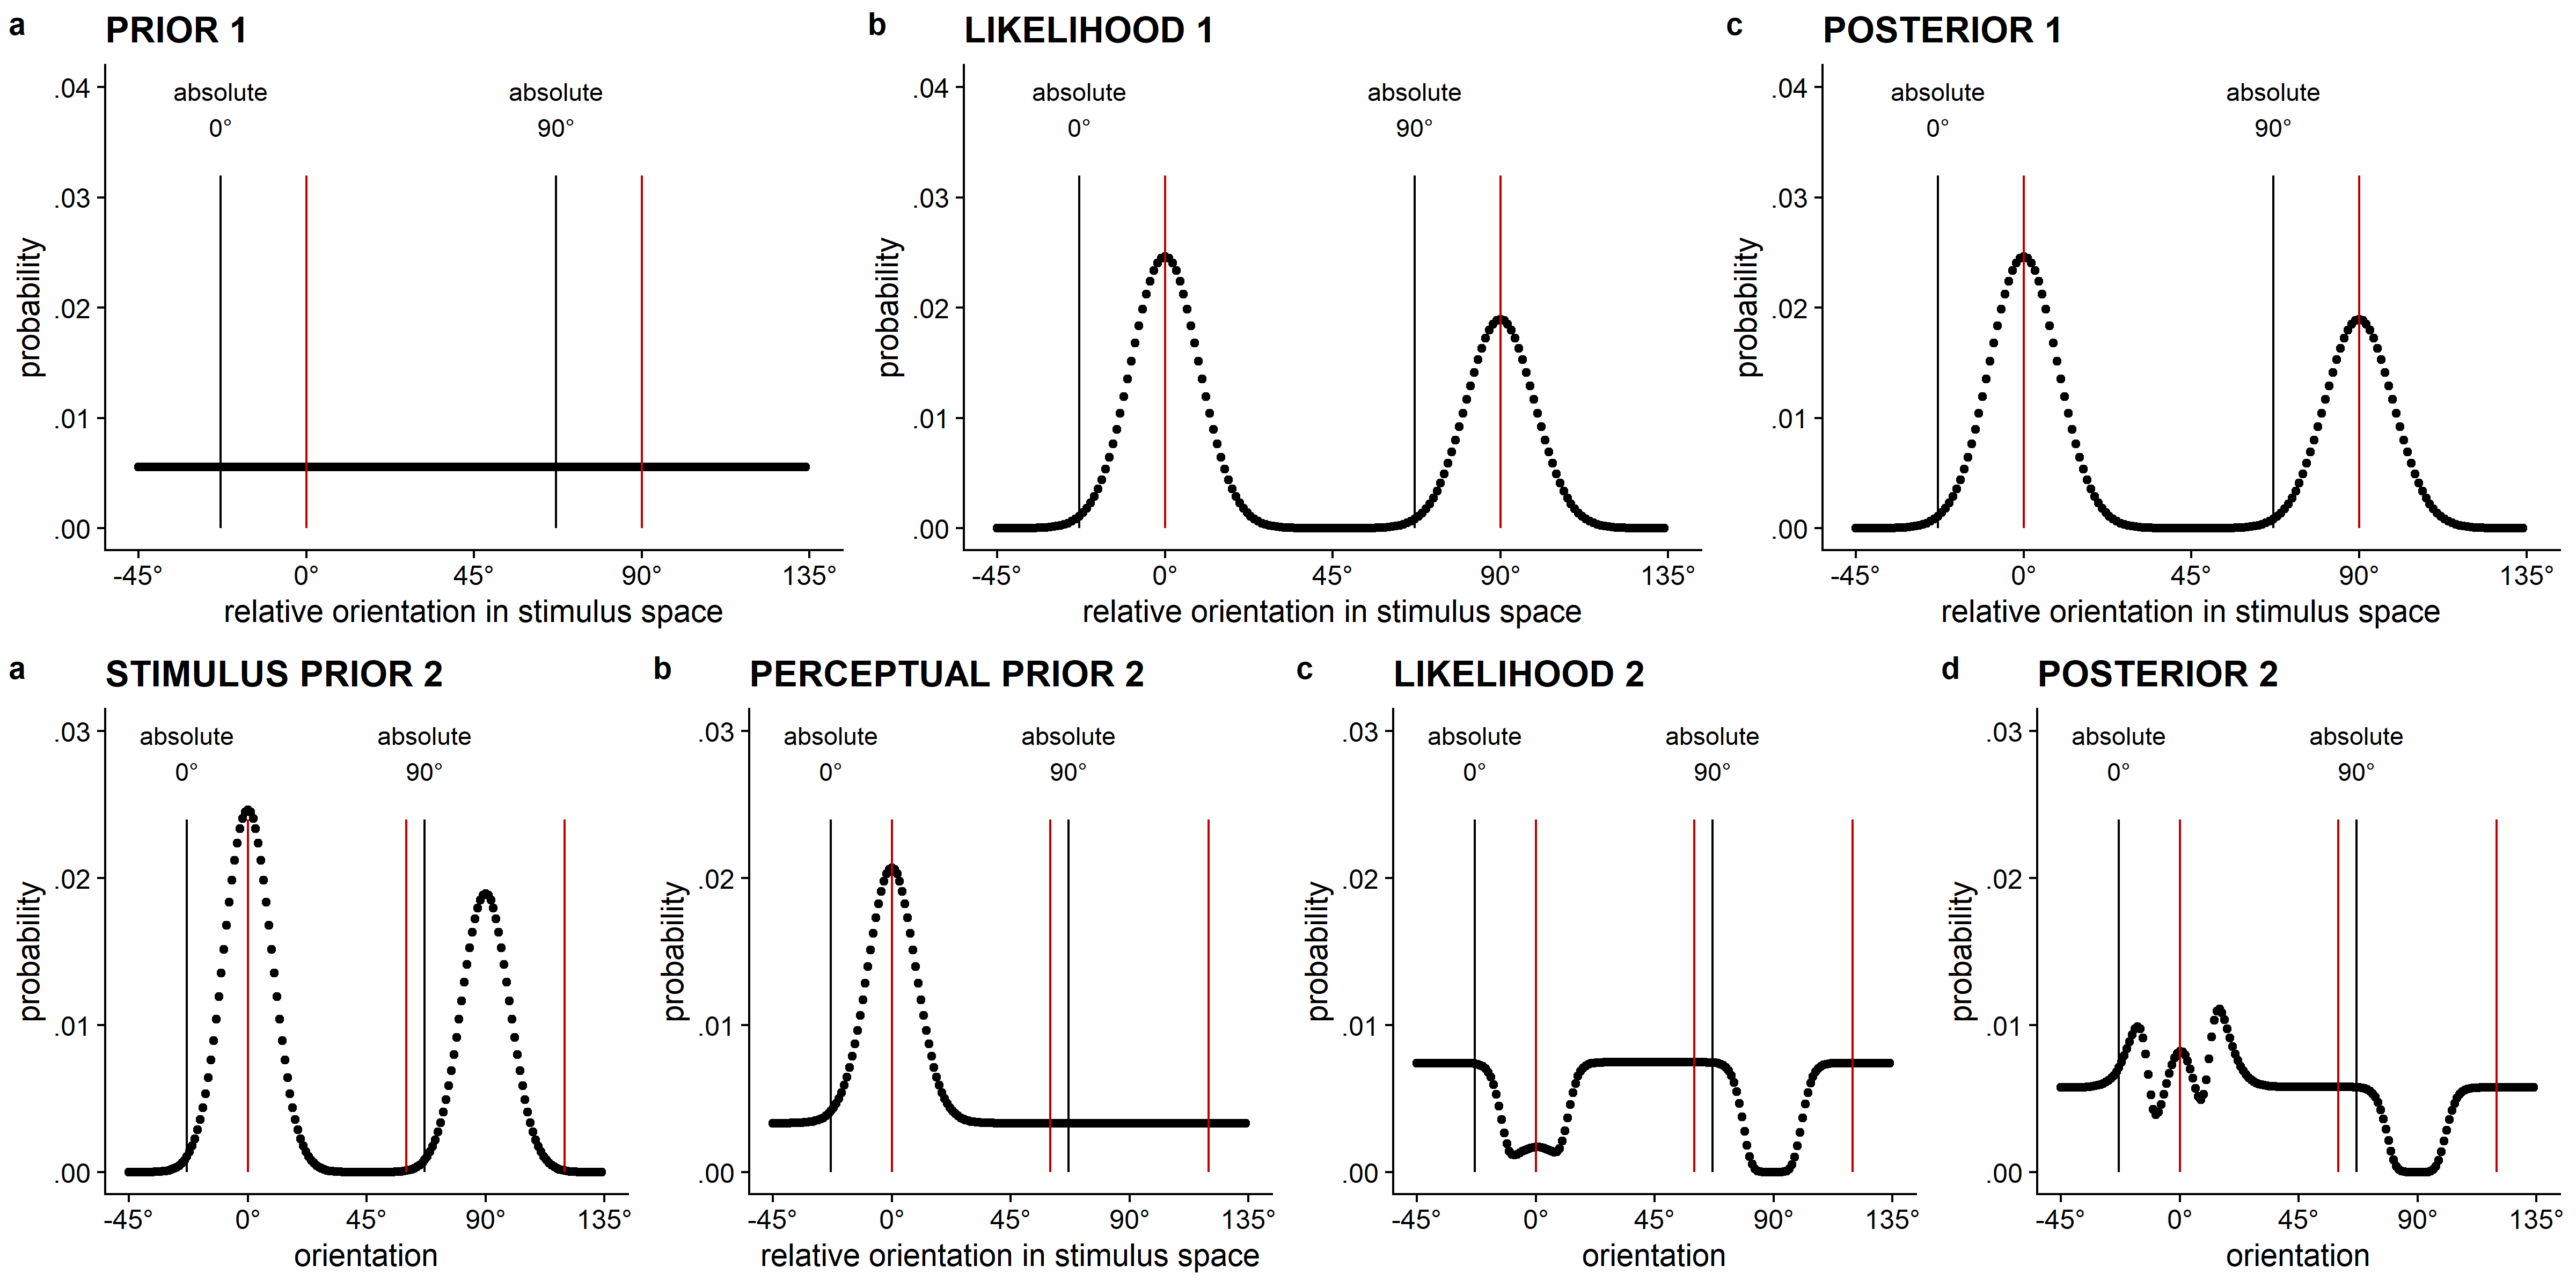 a PRIOR 1
absolute 0°
absolute 90°
.04
.03
.02
.01
.00
probability
-45° 0° 45° 90° 135°
relative orientation in stimulus space
b LIKELIHOOD 1
absolute 0°
absolute 90°
.04
.03
.02
.01
.00
probability
-45° 0° 45° 90° 135°
relative orientation in stimulus space
c POSTERIOR 1
absolute 0°
absolute 90°
.04
.03
.02
.01
.00
probability
-45° 0° 45° 90° 135°
relative orientation in stimulus space
a STIMULUS PRIOR 2
absolute 0°
absolute 90°
.03
.02
.01
.00
probability
-45° 0° 45° 90° 135°
orientation
b PERCEPTUAL PRIOR 2
absolute 0°
absolute 90°
.03
.02
.01
.00
probability
-45° 0° 45° 90° 135°
relative orientation in stimulus space
c LIKELIHOOD 2
absolute 0°
absolute 90°
.03
.02
.01
.00
probability
-45° 0° 45° 90° 135°
orientation
d POSTERIOR 2
absolute 0°
absolute 90°
.03
.02
.01
.00
probability
-45° 0° 45° 90° 135°
orientation